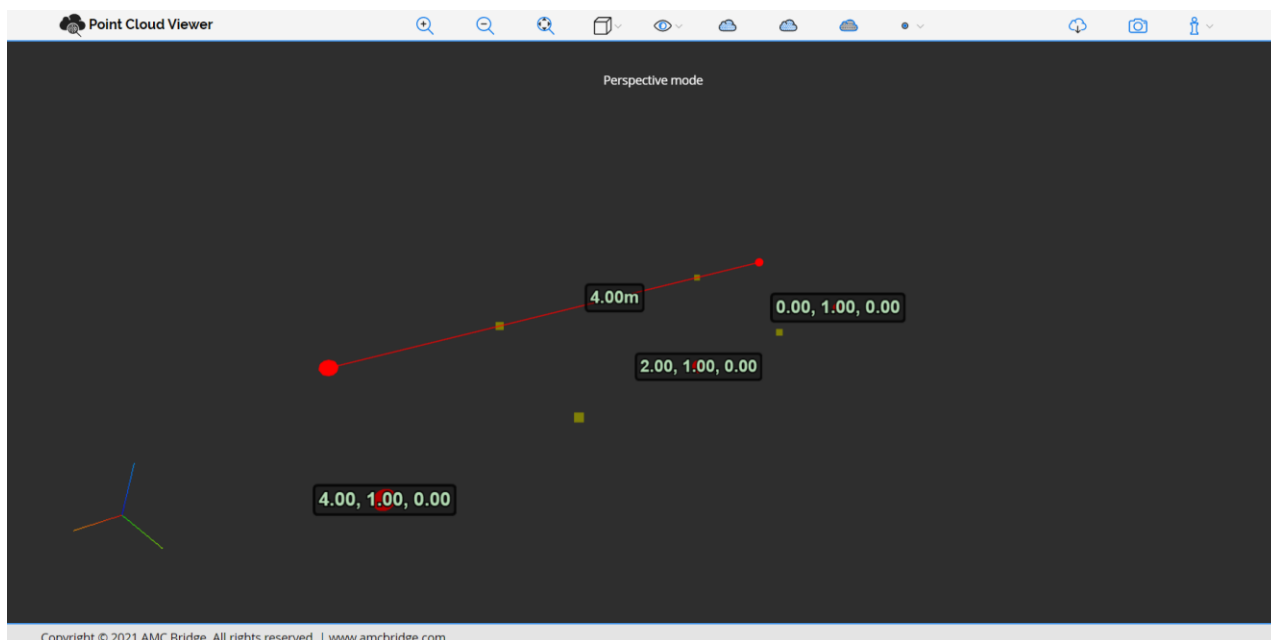 Point Cloud Viewer
Perspective mode
4.00m
0.00, 1.00, 0.00
2.00, 1.00, 0.00
4.00, 1.00, 0.00
Copyright © 2021 AMC Bridge. All rights reserved. | www.amcbridge.com